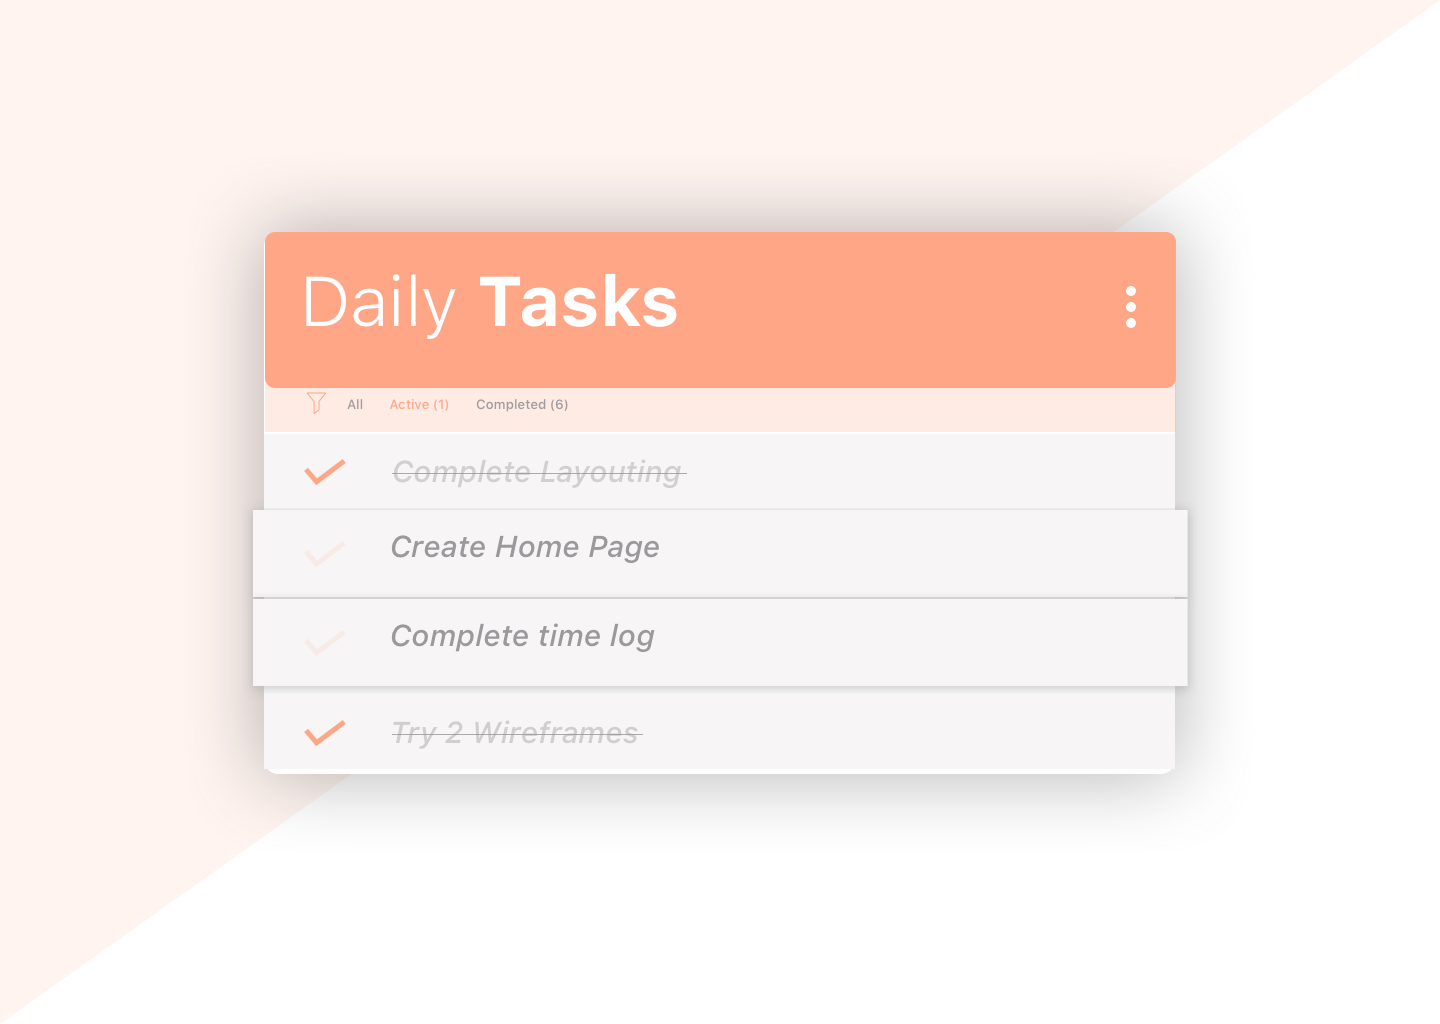 Daily Tasks
All Active (1) Completed (6)
Complete Layouting
Create Home Page
Complete time log
Try 2 Wireframes